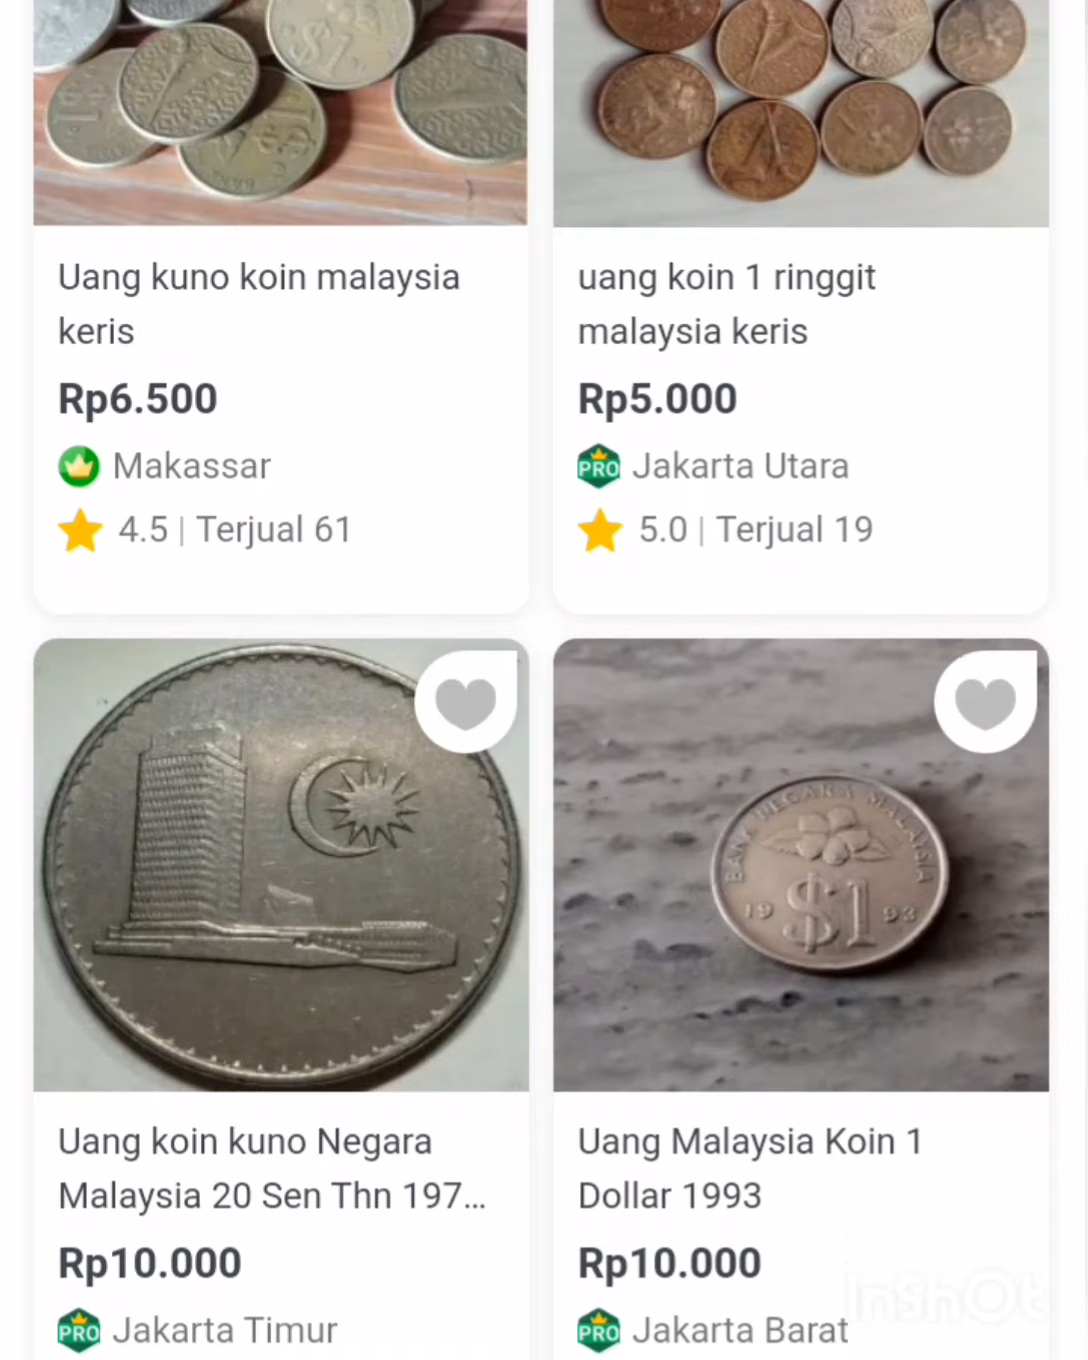 $1
Uang kuno koin malaysia
keris
Rp6.500
Makassar
4.5 | Terjual 61
uang koin 1 ringgit
malaysia keris
Rp5.000
PRO Jakarta Utara
5.0 | Terjual 19
BANK NEGARA MALAYSIA
19 $1 93
Uang koin kuno Negara
Malaysia 20 Sen Thn 197...
Rp10.000
PRO Jakarta Timur
Uang Malaysia Koin 1
Dollar 1993
Rp10.000
PRO Jakarta Barat
InShOt